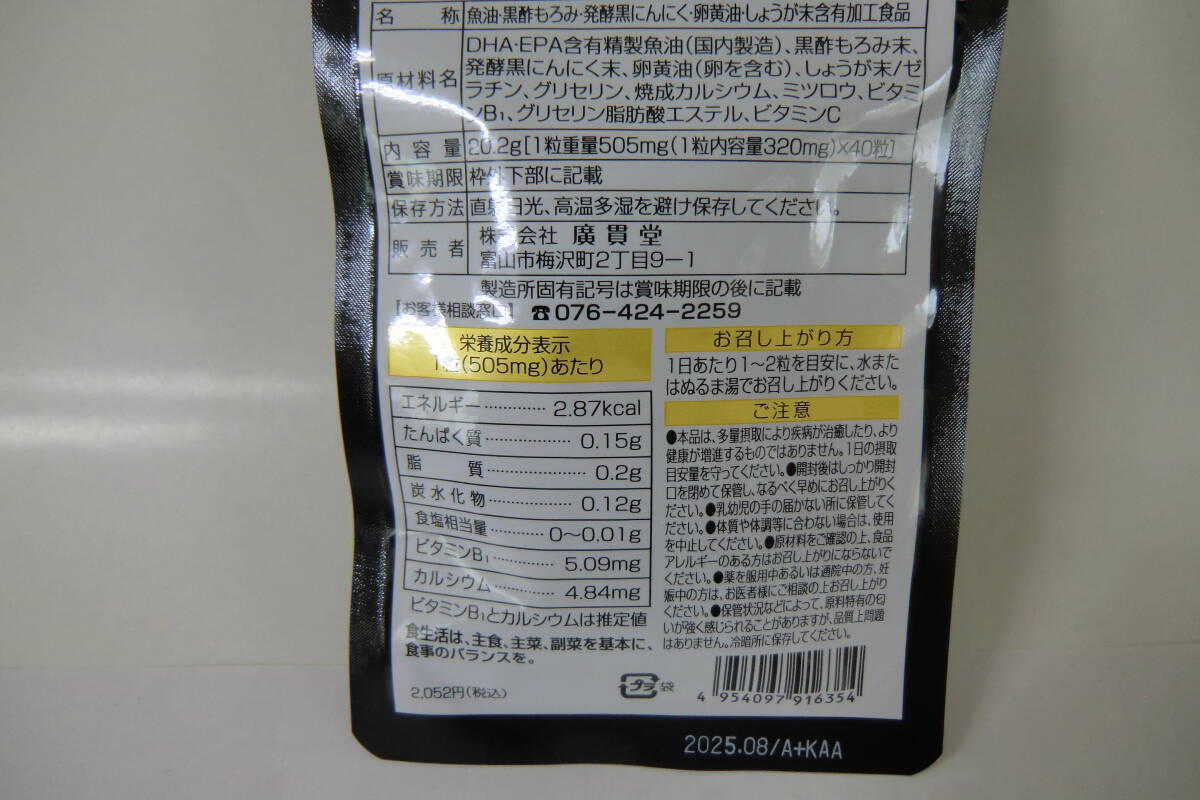 名 称 魚油・黒酢もろみ・発酵黒にんにく・卵黄油・しょうが末含有加工食品
原材料名 DHA・EPA含有精製魚油(国内製造)、黒酢もろみ末、
発酵黒にんにく末、卵黄油(卵を含む)、しょうが末/ゼ
ラチン、グリセリン、焼成カルシウム、ミツロウ、ビタミ
ンB₁、グリセリン脂肪酸エステル、ビタミンC
内容量 20.2g[1粒重量505mg(1粒内容量320mg)×40粒]
賞味期限 枠外下部に記載
保存方法 直射日光、高温多湿を避け保存してください。
販売者 株式会社 廣貫堂
富山市梅沢町2丁目9-1
製造所固有記号は賞味期限の後に記載
【お客様相談窓口】 ☎076-424-2259
栄養成分表示
1粒(505mg)あたり
エネルギー 2.87kcal
たんぱく質 0.15g
脂質 0.2g
炭水化物 0.12g
食塩相当量 0〜0.01g
ビタミンB₁ 5.09mg
カルシウム 4.84mg
ビタミンB₁とカルシウムは推定値
食生活は、主食、主菜、副菜を基本に、
食事のバランスを。
2,052円(税込)
お召し上がり方
1日あたり1〜2粒を目安に、水また
はぬるま湯でお召し上がりください。
ご注意
●本品は、多量摂取により疾病が治癒したり、より
健康が増進するものではありません。1日の摂取
目安量を守ってください。●開封後はしっかり開封
口を閉めて保管し、なるべく早めにお召し上がりく
ださい。●乳幼児の手の届かない所に保管してく
ださい。●体質や体調等に合わない場合は、使用
を中止してください。●原材料をご確認の上、食品
アレルギーのある方はお召し上がりにならないで
ください。●薬を服用中あるいは通院中の方、妊
娠中の方は、お医者様にご相談の上お召し上がり
ください。●保管状況などによって、原料特有の匂
いが強く感じられることがありますが、品質上問題
はありません。冷暗所に保存してください。
プラ 袋
4 954097 916354
2025.08/A+KAA